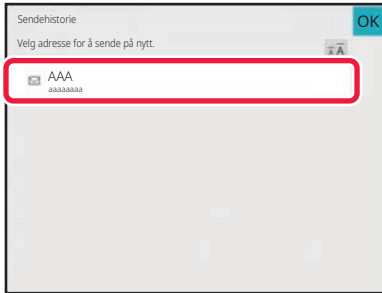 Sendehistorie
OK
Velg adresse for å sende på nytt.
A A
AAA
aaaaaaaa